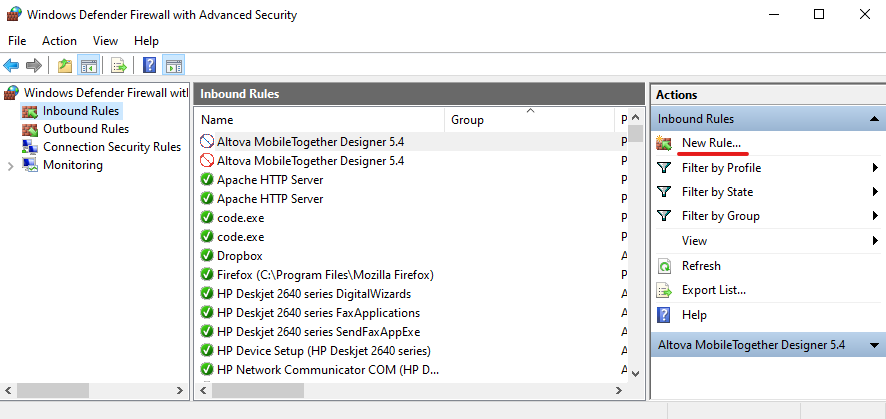 Windows Defender Firewall with Advanced Security
File Action View Help
Windows Defender Firewall wit
Inbound Rules
Outbound Rules
Connection Security Rules
Monitoring
Inbound Rules
Name Group P
Altova MobileTogether Designer 5.4 P
Altova MobileTogether Designer 5.4 P
Apache HTTP Server P
Apache HTTP Server P
code.exe P
code.exe P
Dropbox A
Firefox (C:\Program Files\Mozilla Firefox) P
HP Deskjet 2640 series DigitalWizards A
HP Deskjet 2640 series FaxApplications A
HP Deskjet 2640 series SendFaxAppExe A
HP Device Setup (HP Deskjet 2640 series) A
HP Network Communicator COM (HP D... A
Actions
Inbound Rules
New Rule...
Filter by Profile
Filter by State
Filter by Group
View
Refresh
Export List...
Help
Altova MobileTogether Designer 5.4